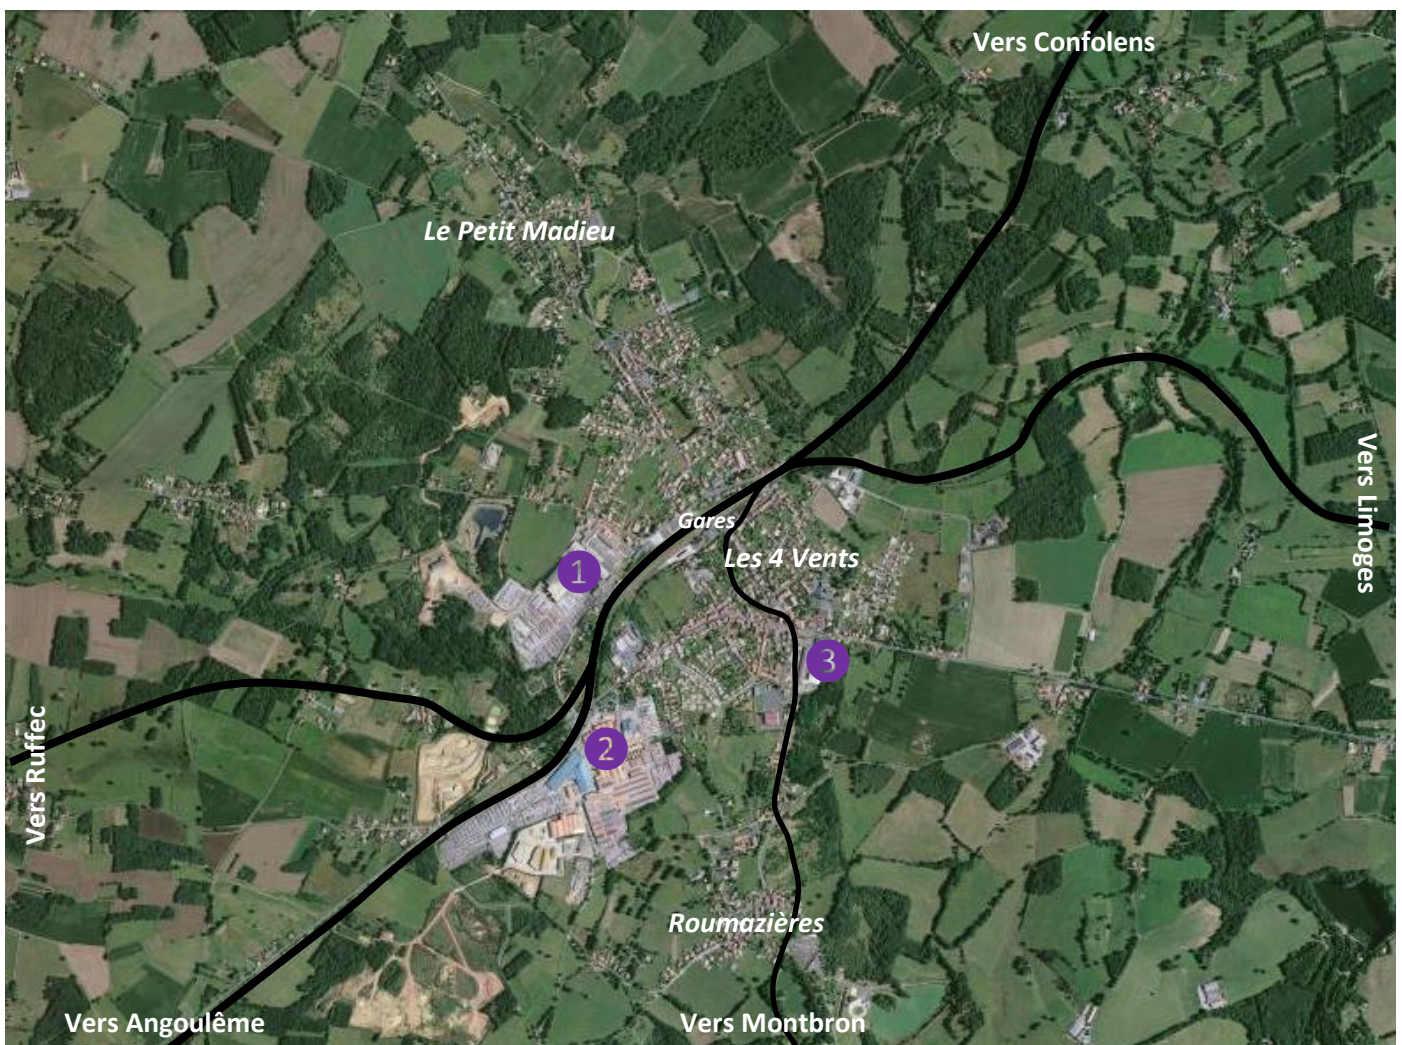 Vers Confolens
Le Petit Madieu
Vers Limoges
Gares
Les 4 Vents
1
3
2
Vers Ruffec
Roumazières
Vers Angoulême
Vers Montbron